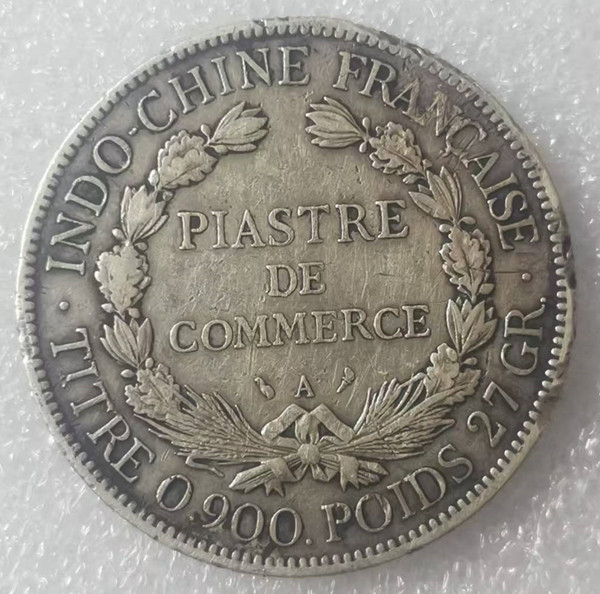 INDO-CHINE FRANÇAISE
PIASTRE
DE
COMMERCE
A
· TITRE 0,900. POIDS 27 GR. ·